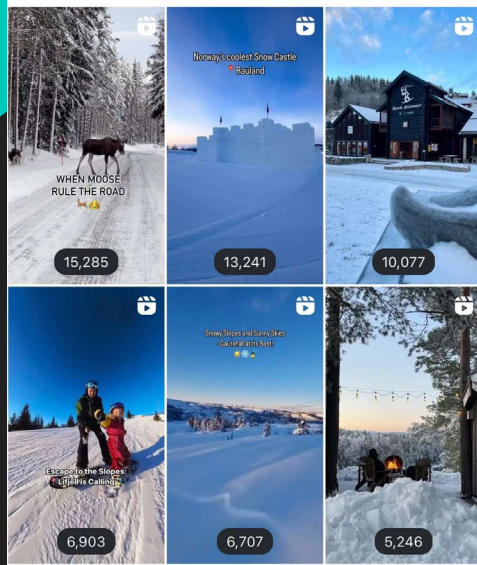 WHEN MOOSE
RULE THE ROAD
15,285
Norway's coolest Snow Castle
Rauland
13,241
10,077
Escape to the Slopes:
Lifjell is Calling
6,903
Snowy Slopes and Sunny Skies
Gautefall at Its Best!
6,707
5,246